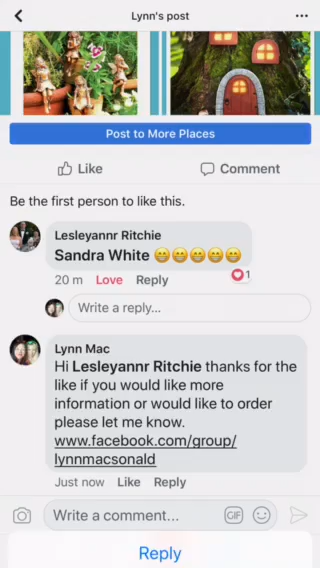 Lynn's post
Post to More Places
Like
Comment
Be the first person to like this.
Lesleyannr Ritchie
Sandra White 😁😁😁😁😁
20 m Love Reply
1
Write a reply...
Lynn Mac
Hi Lesleyannr Ritchie thanks for the
like if you would like more
information or would like to order
please let me know.
www.facebook.com/group/
lynnmacsonald
Just now Like Reply
Write a comment...
GIF
Reply